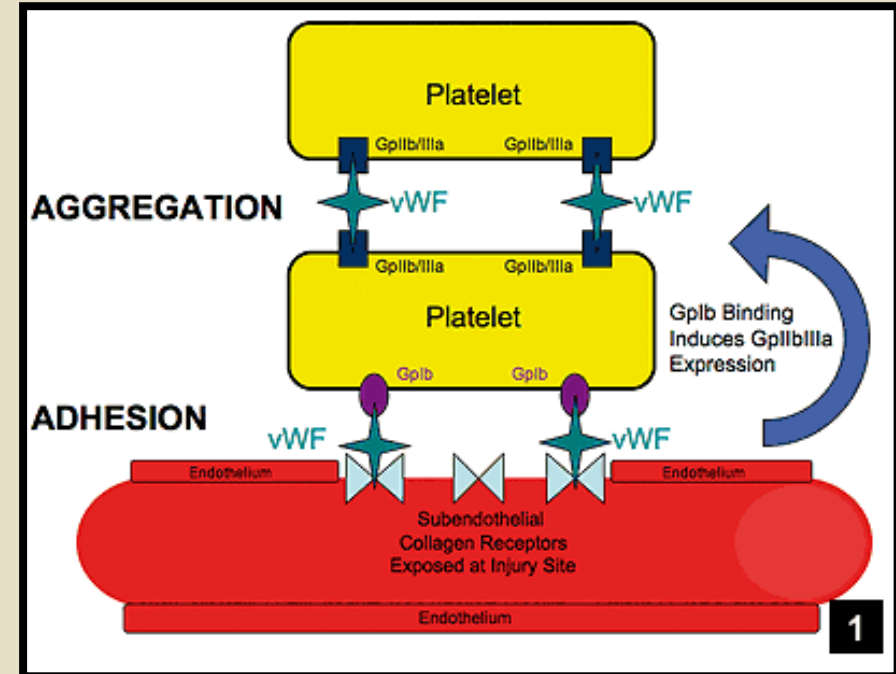 Platelet
GpIIb/IIIa GpIIb/IIIa
AGGREGATION
vWF vWF
GpIIb/IIIa GpIIb/IIIa
Platelet
GpIb Binding
Induces GpIIbIIIa
Expression
GpIb GpIb
ADHESION
vWF vWF
Endothelium Endothelium
Subendothelial
Collagen Receptors
Exposed at Injury Site
Endothelium
1